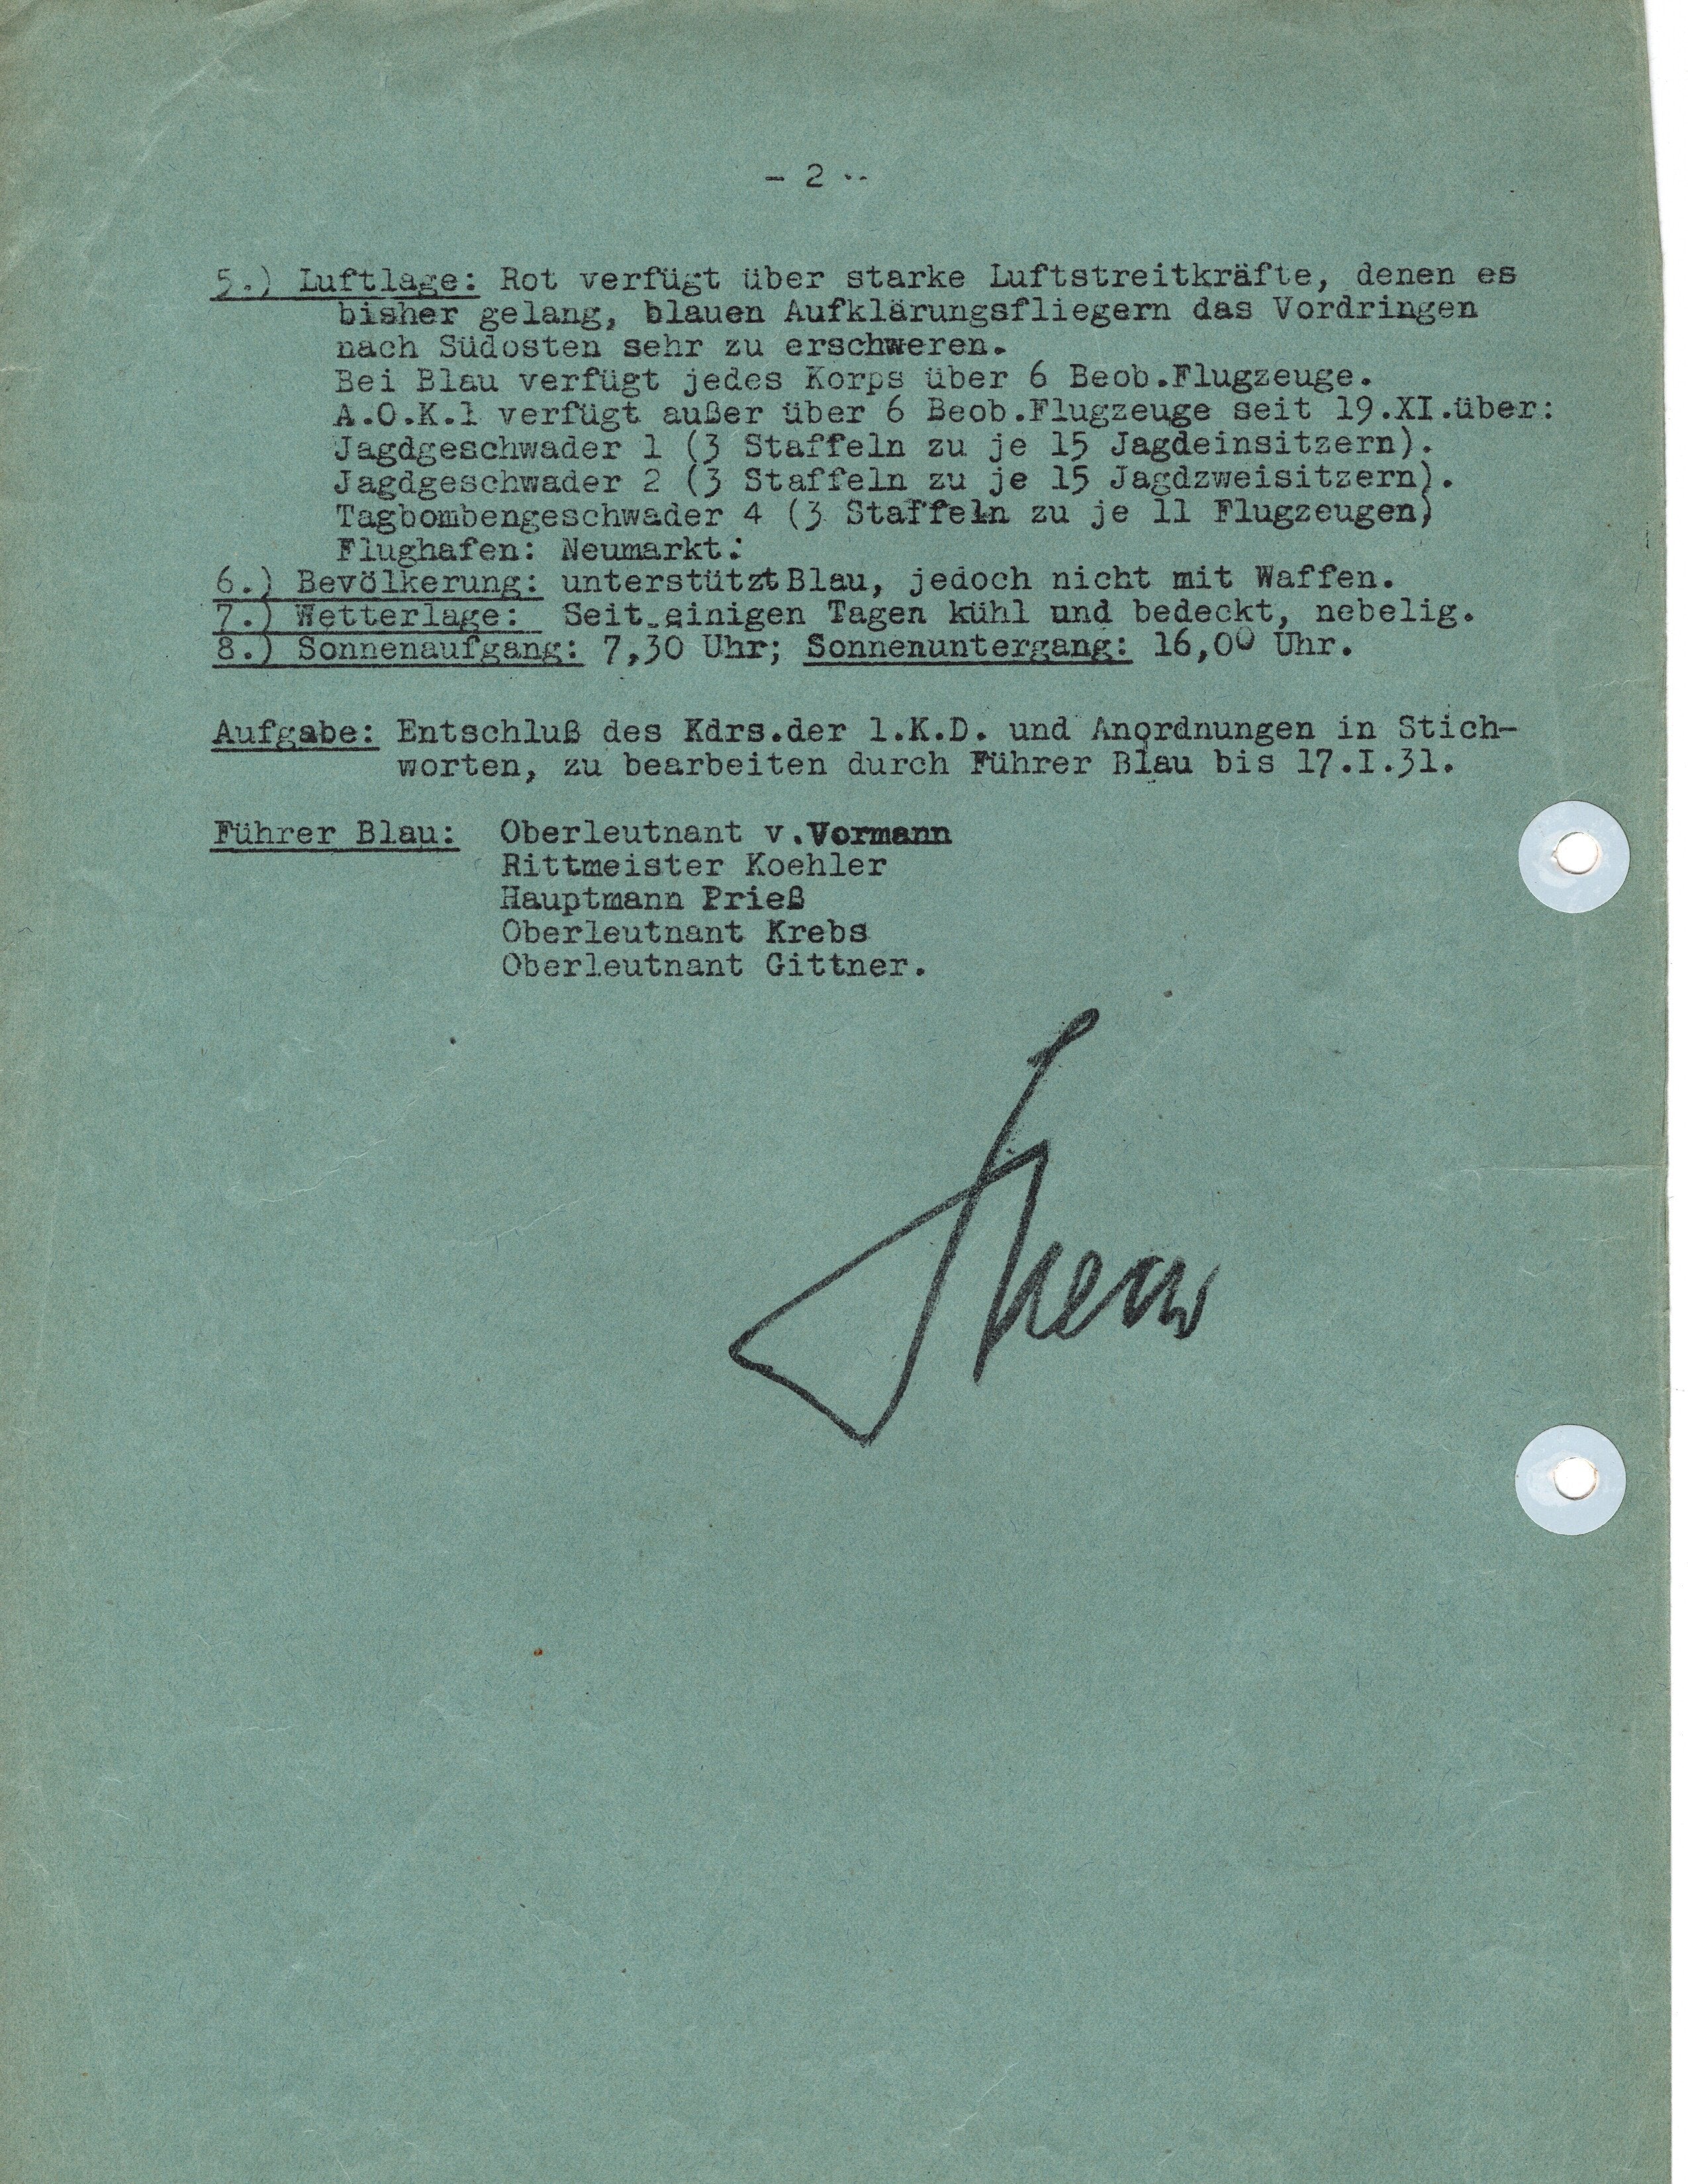 - 2 --
5.) Luftlage: Rot verfügt über starke Luftstreitkräfte, denen es
bisher gelang, blauen Aufklärungsfliegern das Vordringen
nach Südosten sehr zu erschweren.
Bei Blau verfügt jedes Korps über 6 Beob.Flugzeuge.
A.O.K.1 verfügt außer über 6 Beob.Flugzeuge seit 19.XI.über:
Jagdgeschwader 1 (3 Staffeln zu je 15 Jagdeinsitzern).
Jagdgeschwader 2 (3 Staffeln zu je 15 Jagdzweisitzern).
Tagbombengeschwader 4 (3 Staffeln zu je 11 Flugzeugen)
Flughafen: Neumarkt.
6.) Bevölkerung: unterstützt Blau, jedoch nicht mit Waffen.
7.) Wetterlage: Seit einigen Tagen kühl und bedeckt, nebelig.
8.) Sonnenaufgang: 7,30 Uhr; Sonnenuntergang: 16,00 Uhr.
Aufgabe: Entschluß des Kdrs.der 1.K.D. und Anordnungen in Stich-
worten, zu bearbeiten durch Führer Blau bis 17.I.31.
Führer Blau: Oberleutnant v.Vormann
Rittmeister Koehler
Hauptmann Prieß
Oberleutnant Krebs
Oberleutnant Gittner.